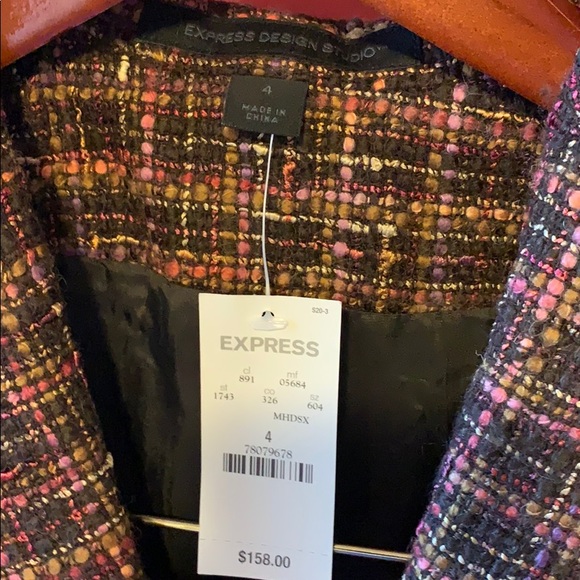 EXPRESS DESIGN STUDIO
4
MADE IN
CHINA
520-3
EXPRESS
cl mf
891 05684
st co sz
1743 326 604
MHDSX
4
78079678
$158.00